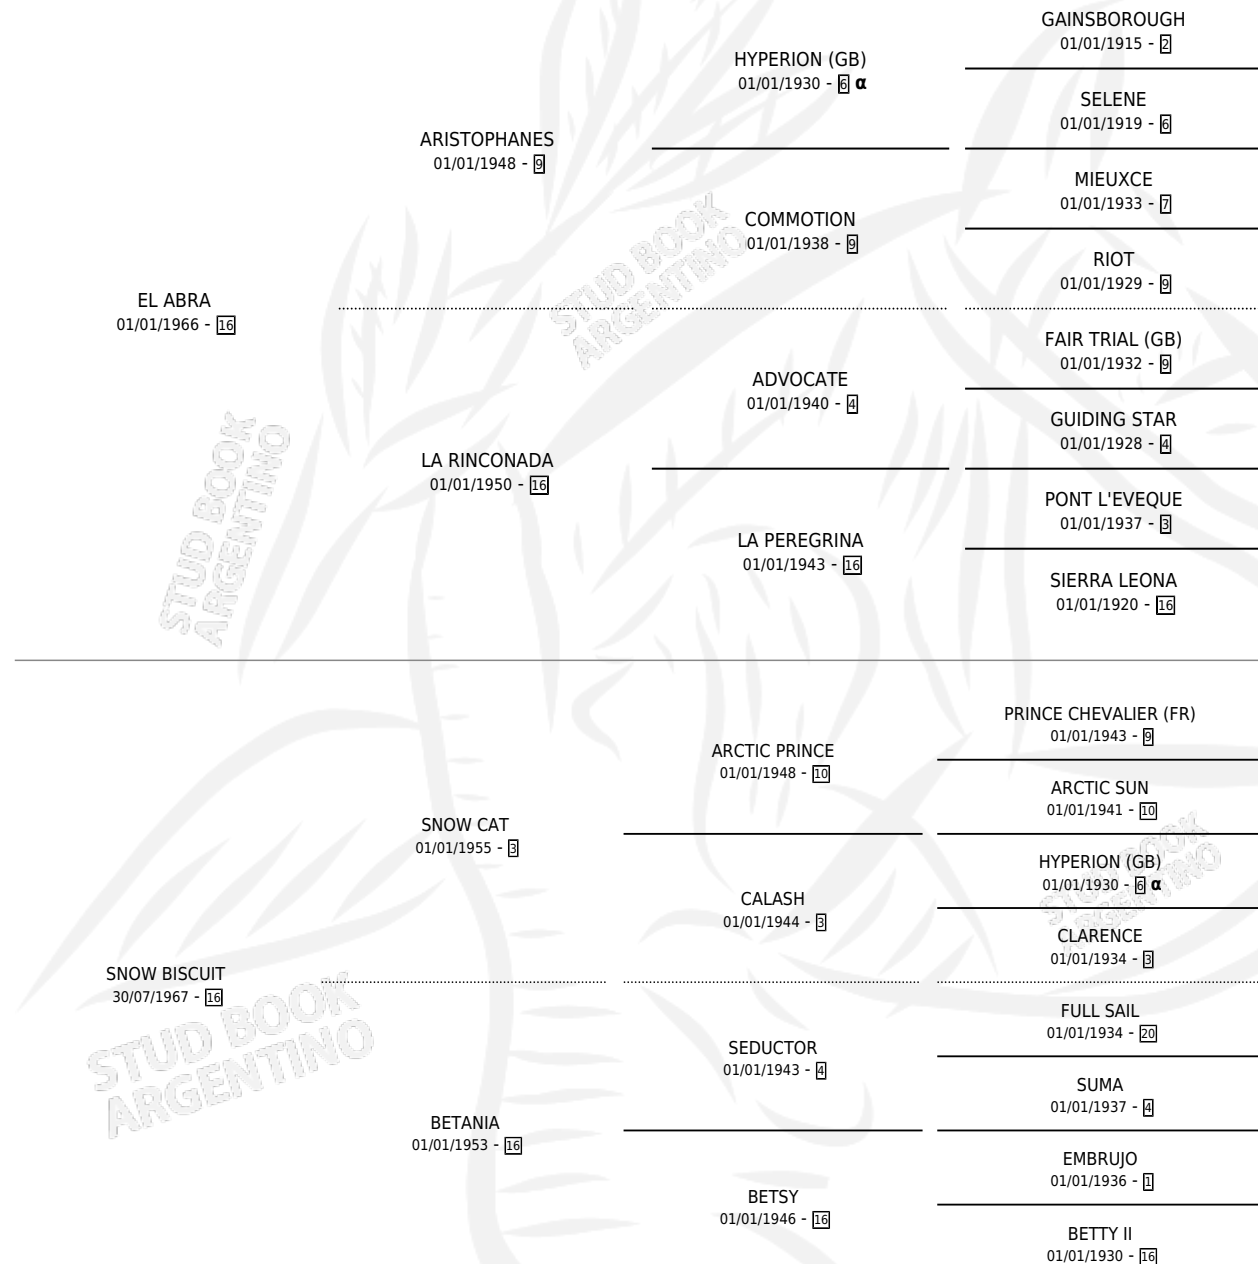 EL ABRA
01/01/1966 - 16
ARISTOPHANES
01/01/1948 - 9
HYPERION (GB)
01/01/1930 - 6 α
GAINSBOROUGH
01/01/1915 - 2
SELENE
01/01/1919 - 6
COMMOTION
01/01/1938 - 9
MIEUXCE
01/01/1933 - 7
RIOT
01/01/1929 - 9
LA RINCONADA
01/01/1950 - 16
ADVOCATE
01/01/1940 - 4
FAIR TRIAL (GB)
01/01/1932 - 9
GUIDING STAR
01/01/1928 - 4
LA PEREGRINA
01/01/1943 - 16
PONT L'EVEQUE
01/01/1937 - 3
SIERRA LEONA
01/01/1920 - 16
SNOW BISCUIT
30/07/1967 - 16
SNOW CAT
01/01/1955 - 3
ARCTIC PRINCE
01/01/1948 - 10
PRINCE CHEVALIER (FR)
01/01/1943 - 9
ARCTIC SUN
01/01/1941 - 10
CALASH
01/01/1944 - 3
HYPERION (GB)
01/01/1930 - 6 α
CLARENCE
01/01/1934 - 3
BETANIA
01/01/1953 - 16
SEDUCTOR
01/01/1943 - 4
FULL SAIL
01/01/1934 - 20
SUMA
01/01/1937 - 4
BETSY
01/01/1946 - 16
EMBRUJO
01/01/1936 - 1
BETTY II
01/01/1930 - 16
STUD BOOK
ARGENTINO
STUD BOOK
ARGENTINO
STUD BOOK
ARGENTINO
STUD BOOK
ARGENTINO